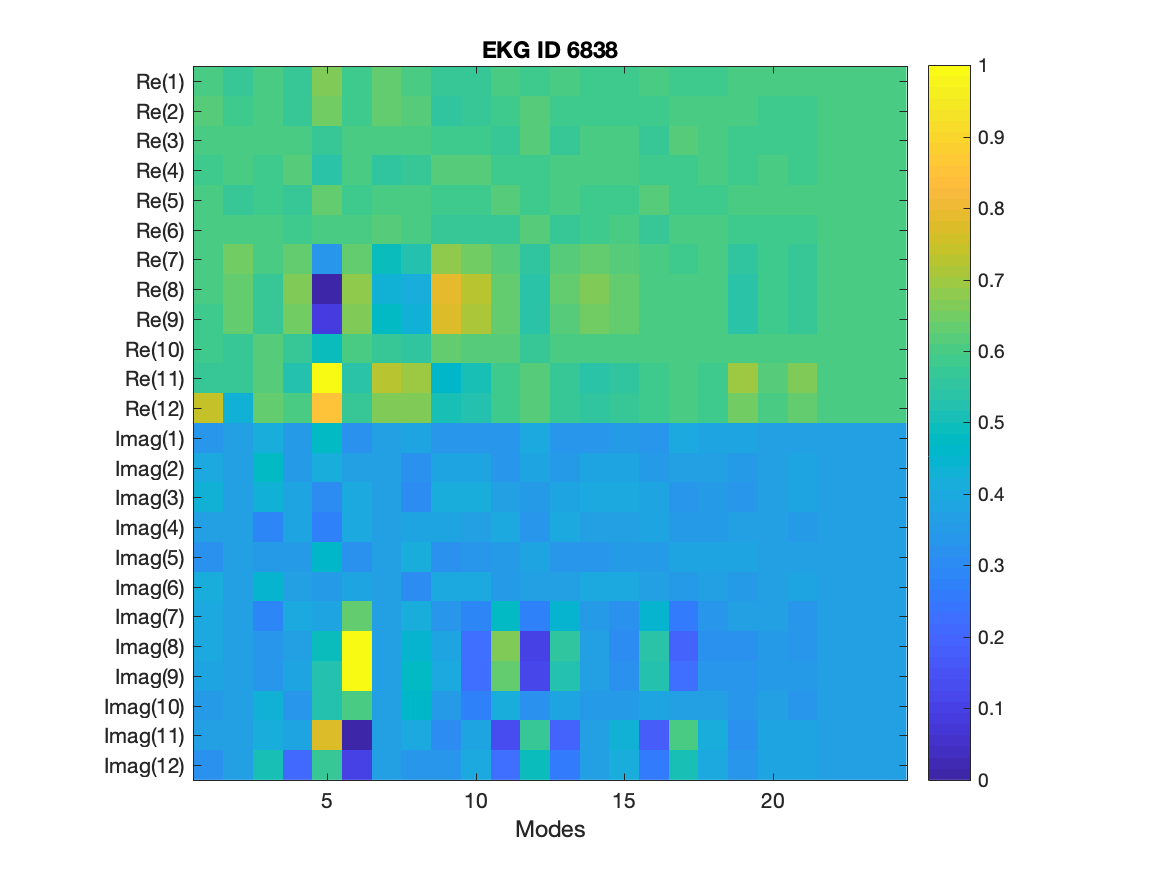 EKG ID 6838
Re(1)
Re(2)
Re(3)
Re(4)
Re(5)
Re(6)
Re(7)
Re(8)
Re(9)
Re(10)
Re(11)
Re(12)
Imag(1)
Imag(2)
Imag(3)
Imag(4)
Imag(5)
Imag(6)
Imag(7)
Imag(8)
Imag(9)
Imag(10)
Imag(11)
Imag(12)
5 10 15 20
Modes
1
0.9
0.8
0.7
0.6
0.5
0.4
0.3
0.2
0.1
0